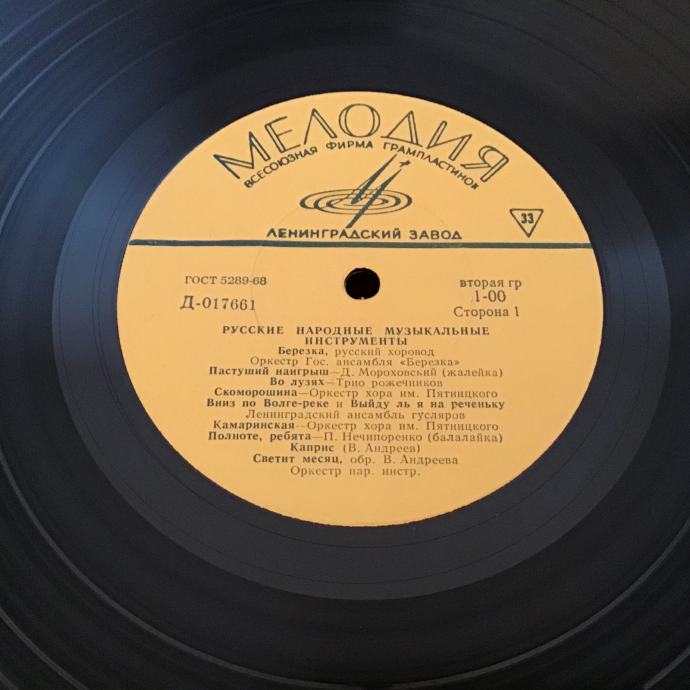 МЕЛОДИЯ
ВСЕСОЮЗНАЯ ФИРМА ГРАМПЛАСТИНОК
ЛЕНИНГРАДСКИЙ ЗАВОД
33
ГОСТ 5289-68
вторая гр
Д-017661
1-00
Сторона 1
РУССКИЕ НАРОДНЫЕ МУЗЫКАЛЬНЫЕ
ИНСТРУМЕНТЫ
Березка, русский хоровод
Оркестр Гос. ансамбля «Березка»
Пастуший наигрыш—Д. Мороховский (жалейка)
Во лузях—Трио рожечников
Скоморошина—Оркестр хора им. Пятницкого
Вниз по Волге-реке и Выйду ль я на реченьку
Ленинградский ансамбль гусляров
Камаринская—Оркестр хора им. Пятницкого
Полноте, ребята—П. Нечипоренко (балалайка)
Каприс (В. Андреев)
Светит месяц, обр. В. Андреева
Оркестр нар. инстр.